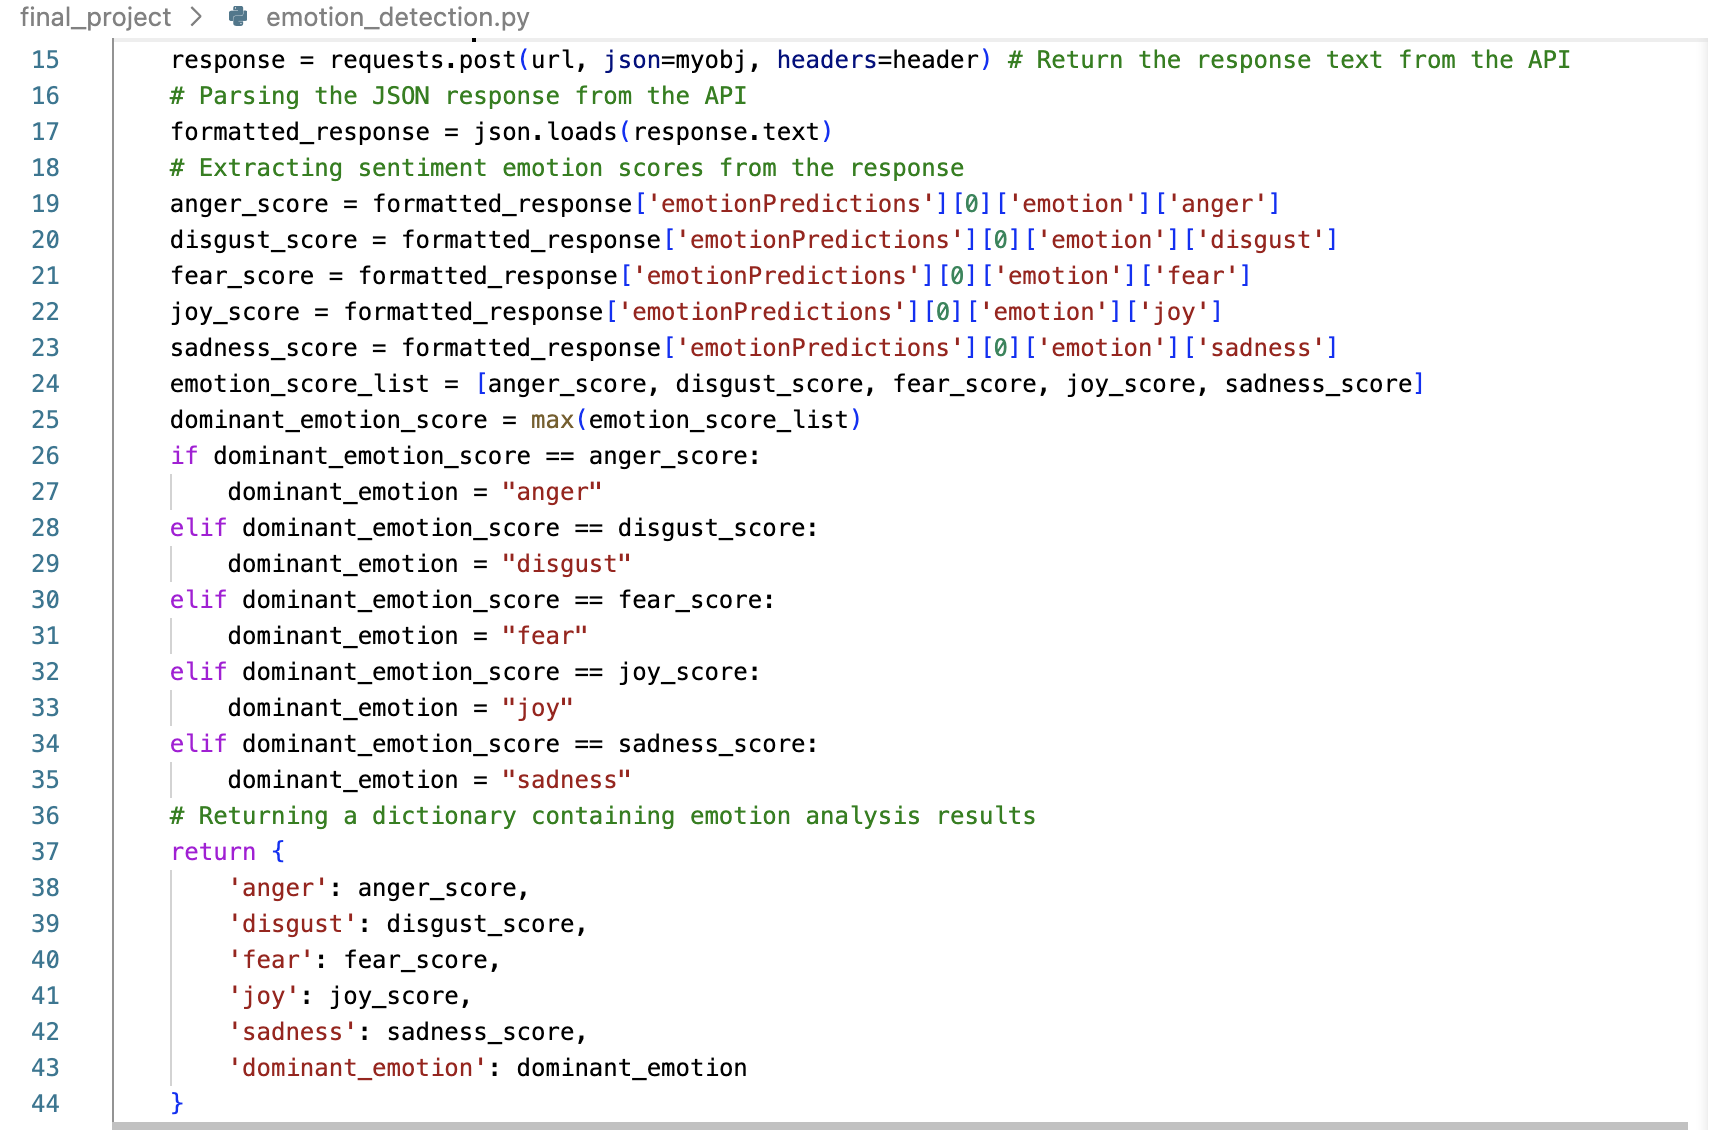 final_project > emotion_detection.py
15 response = requests.post(url, json=myobj, headers=header) # Return the response text from the API
16 # Parsing the JSON response from the API
17 formatted_response = json.loads(response.text)
18 # Extracting sentiment emotion scores from the response
19 anger_score = formatted_response['emotionPredictions'][0]['emotion']['anger']
20 disgust_score = formatted_response['emotionPredictions'][0]['emotion']['disgust']
21 fear_score = formatted_response['emotionPredictions'][0]['emotion']['fear']
22 joy_score = formatted_response['emotionPredictions'][0]['emotion']['joy']
23 sadness_score = formatted_response['emotionPredictions'][0]['emotion']['sadness']
24 emotion_score_list = [anger_score, disgust_score, fear_score, joy_score, sadness_score]
25 dominant_emotion_score = max(emotion_score_list)
26 if dominant_emotion_score == anger_score:
27     dominant_emotion = "anger"
28 elif dominant_emotion_score == disgust_score:
29     dominant_emotion = "disgust"
30 elif dominant_emotion_score == fear_score:
31     dominant_emotion = "fear"
32 elif dominant_emotion_score == joy_score:
33     dominant_emotion = "joy"
34 elif dominant_emotion_score == sadness_score:
35     dominant_emotion = "sadness"
36 # Returning a dictionary containing emotion analysis results
37 return {
38     'anger': anger_score,
39     'disgust': disgust_score,
40     'fear': fear_score,
41     'joy': joy_score,
42     'sadness': sadness_score,
43     'dominant_emotion': dominant_emotion
44 }